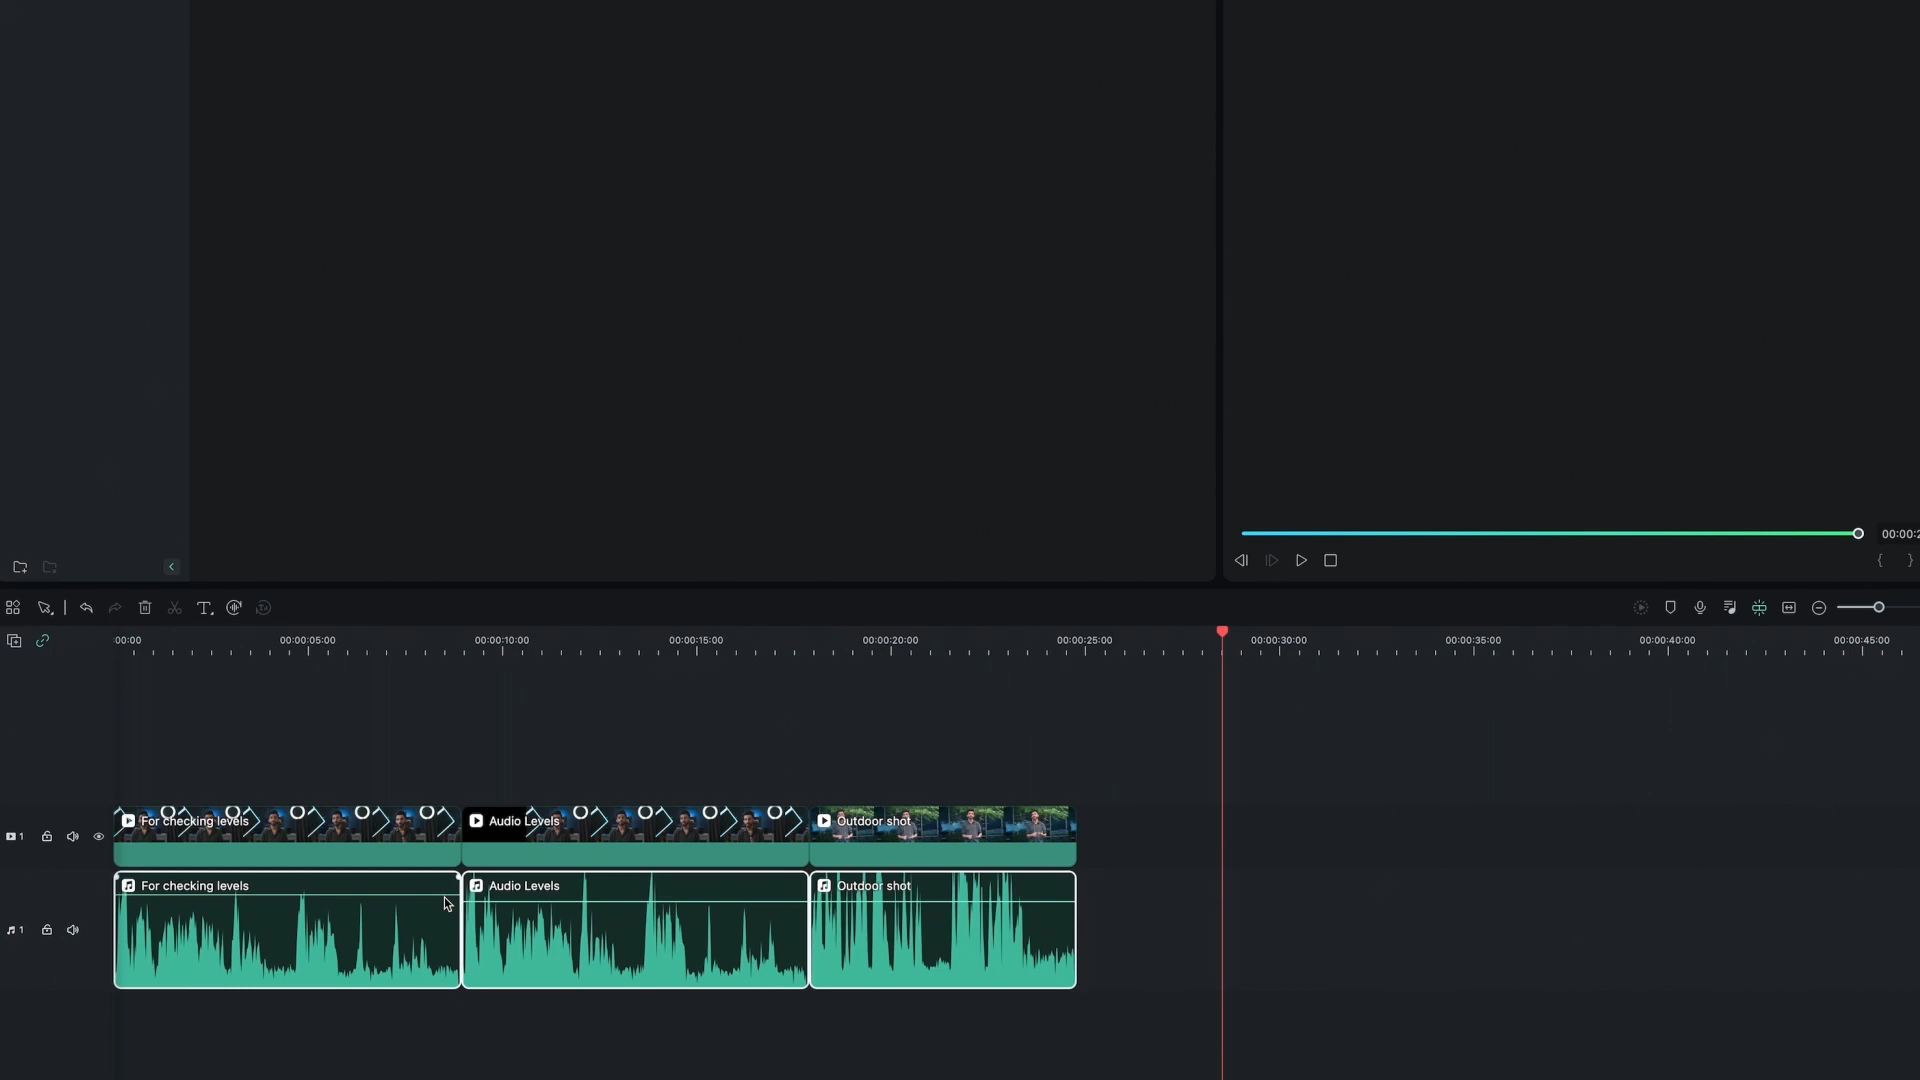 00:00:2
{ }
T
:00:00 00:00:05:00 00:00:10:00 00:00:15:00 00:00:20:00 00:00:25:00 00:00:30:00 00:00:35:00 00:00:40:00 00:00:45:00
1 For checking levels Audio Levels Outdoor shot
For checking levels Audio Levels Outdoor shot
1